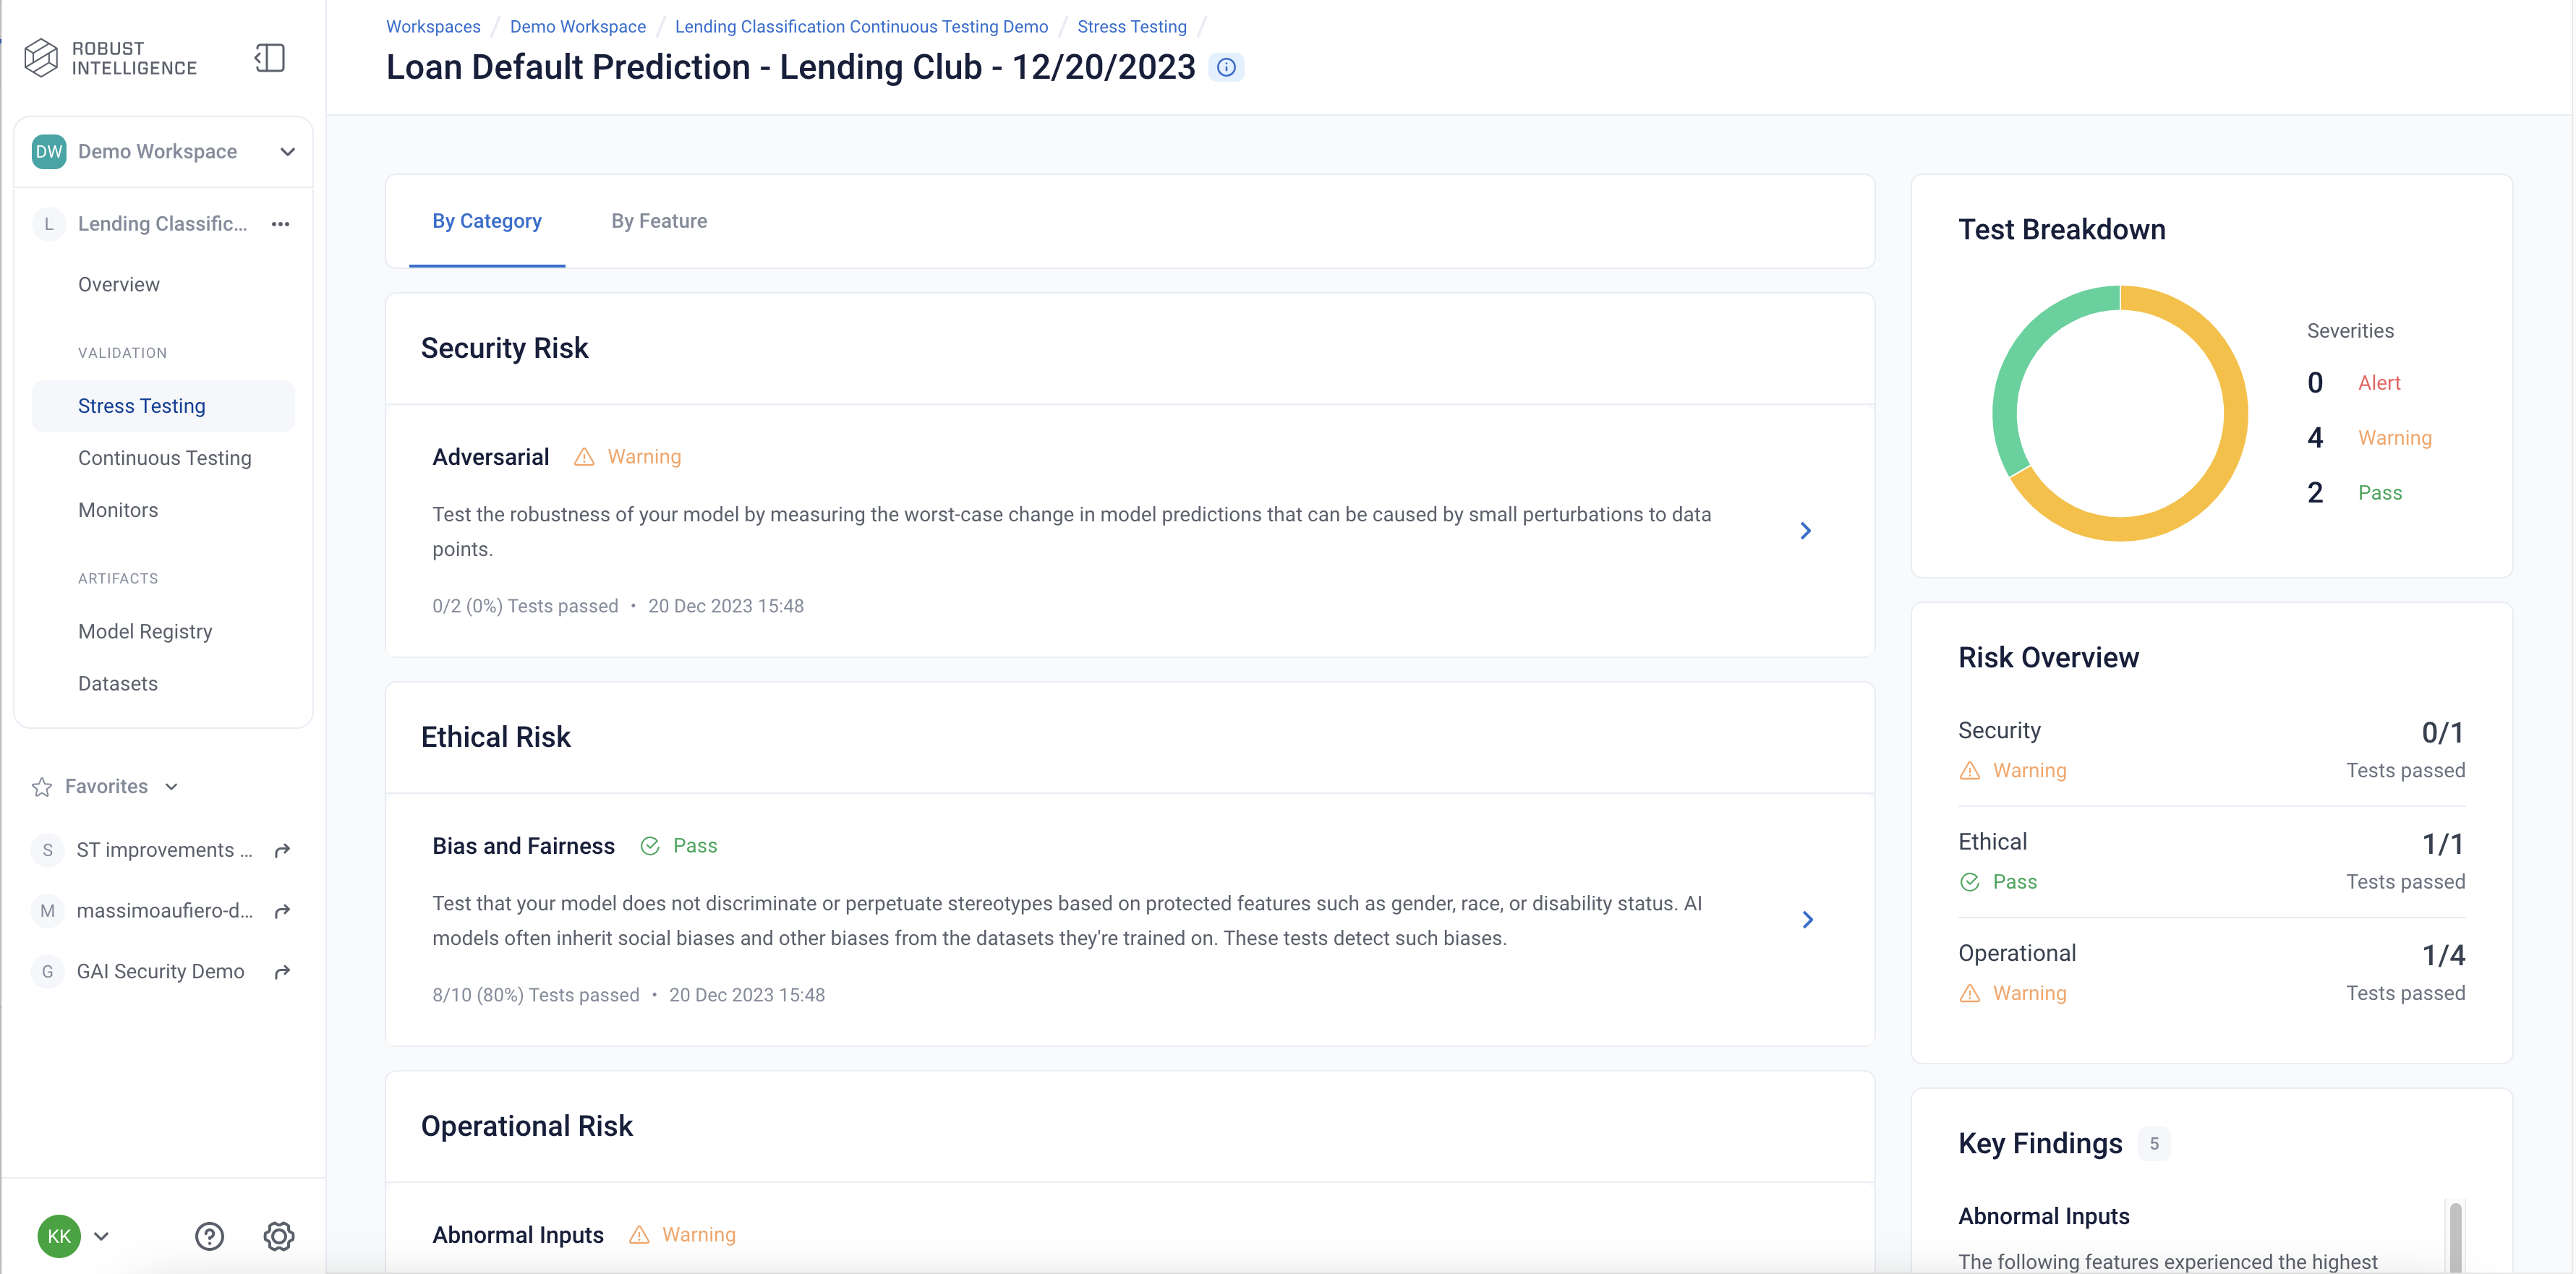 ROBUST
INTELLIGENCE
DW Demo Workspace
L Lending Classific...
Overview
VALIDATION
Stress Testing
Continuous Testing
Monitors
ARTIFACTS
Model Registry
Datasets
Favorites
S ST improvements ...
M massimoaufiero-d...
G GAI Security Demo
KK
Workspaces / Demo Workspace / Lending Classification Continuous Testing Demo / Stress Testing /
Loan Default Prediction - Lending Club - 12/20/2023
By Category By Feature
Security Risk
Adversarial Warning
Test the robustness of your model by measuring the worst-case change in model predictions that can be caused by small perturbations to data
points.
0/2 (0%) Tests passed • 20 Dec 2023 15:48
Ethical Risk
Bias and Fairness Pass
Test that your model does not discriminate or perpetuate stereotypes based on protected features such as gender, race, or disability status. AI
models often inherit social biases and other biases from the datasets they're trained on. These tests detect such biases.
8/10 (80%) Tests passed • 20 Dec 2023 15:48
Operational Risk
Abnormal Inputs Warning
Test Breakdown
Severities
0 Alert
4 Warning
2 Pass
Risk Overview
Security 0/1
Warning Tests passed
Ethical 1/1
Pass Tests passed
Operational 1/4
Warning Tests passed
Key Findings 5
Abnormal Inputs
The following features experienced the highest